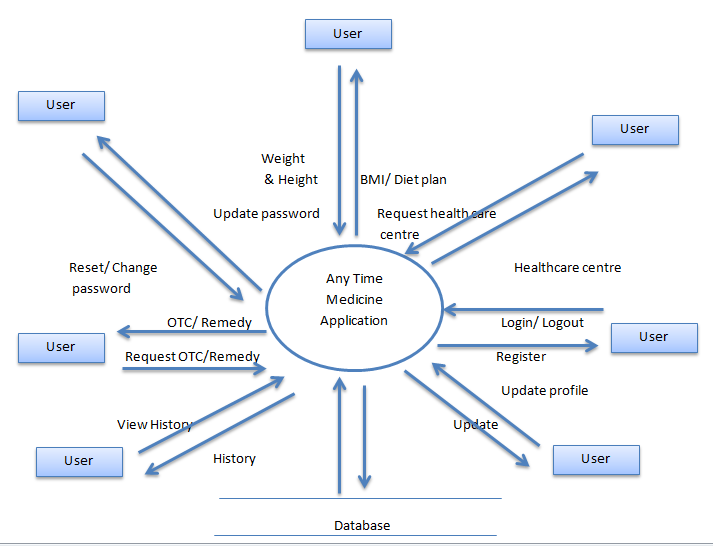 User
User
User
Weight
& Height
BMI/ Diet plan
Update password
Request health care
centre
Reset/ Change
password
Healthcare centre
Any Time
Medicine
Application
OTC/ Remedy
Login/ Logout
User
User
Request OTC/Remedy
Register
Update profile
View History
Update
User
History
User
Database